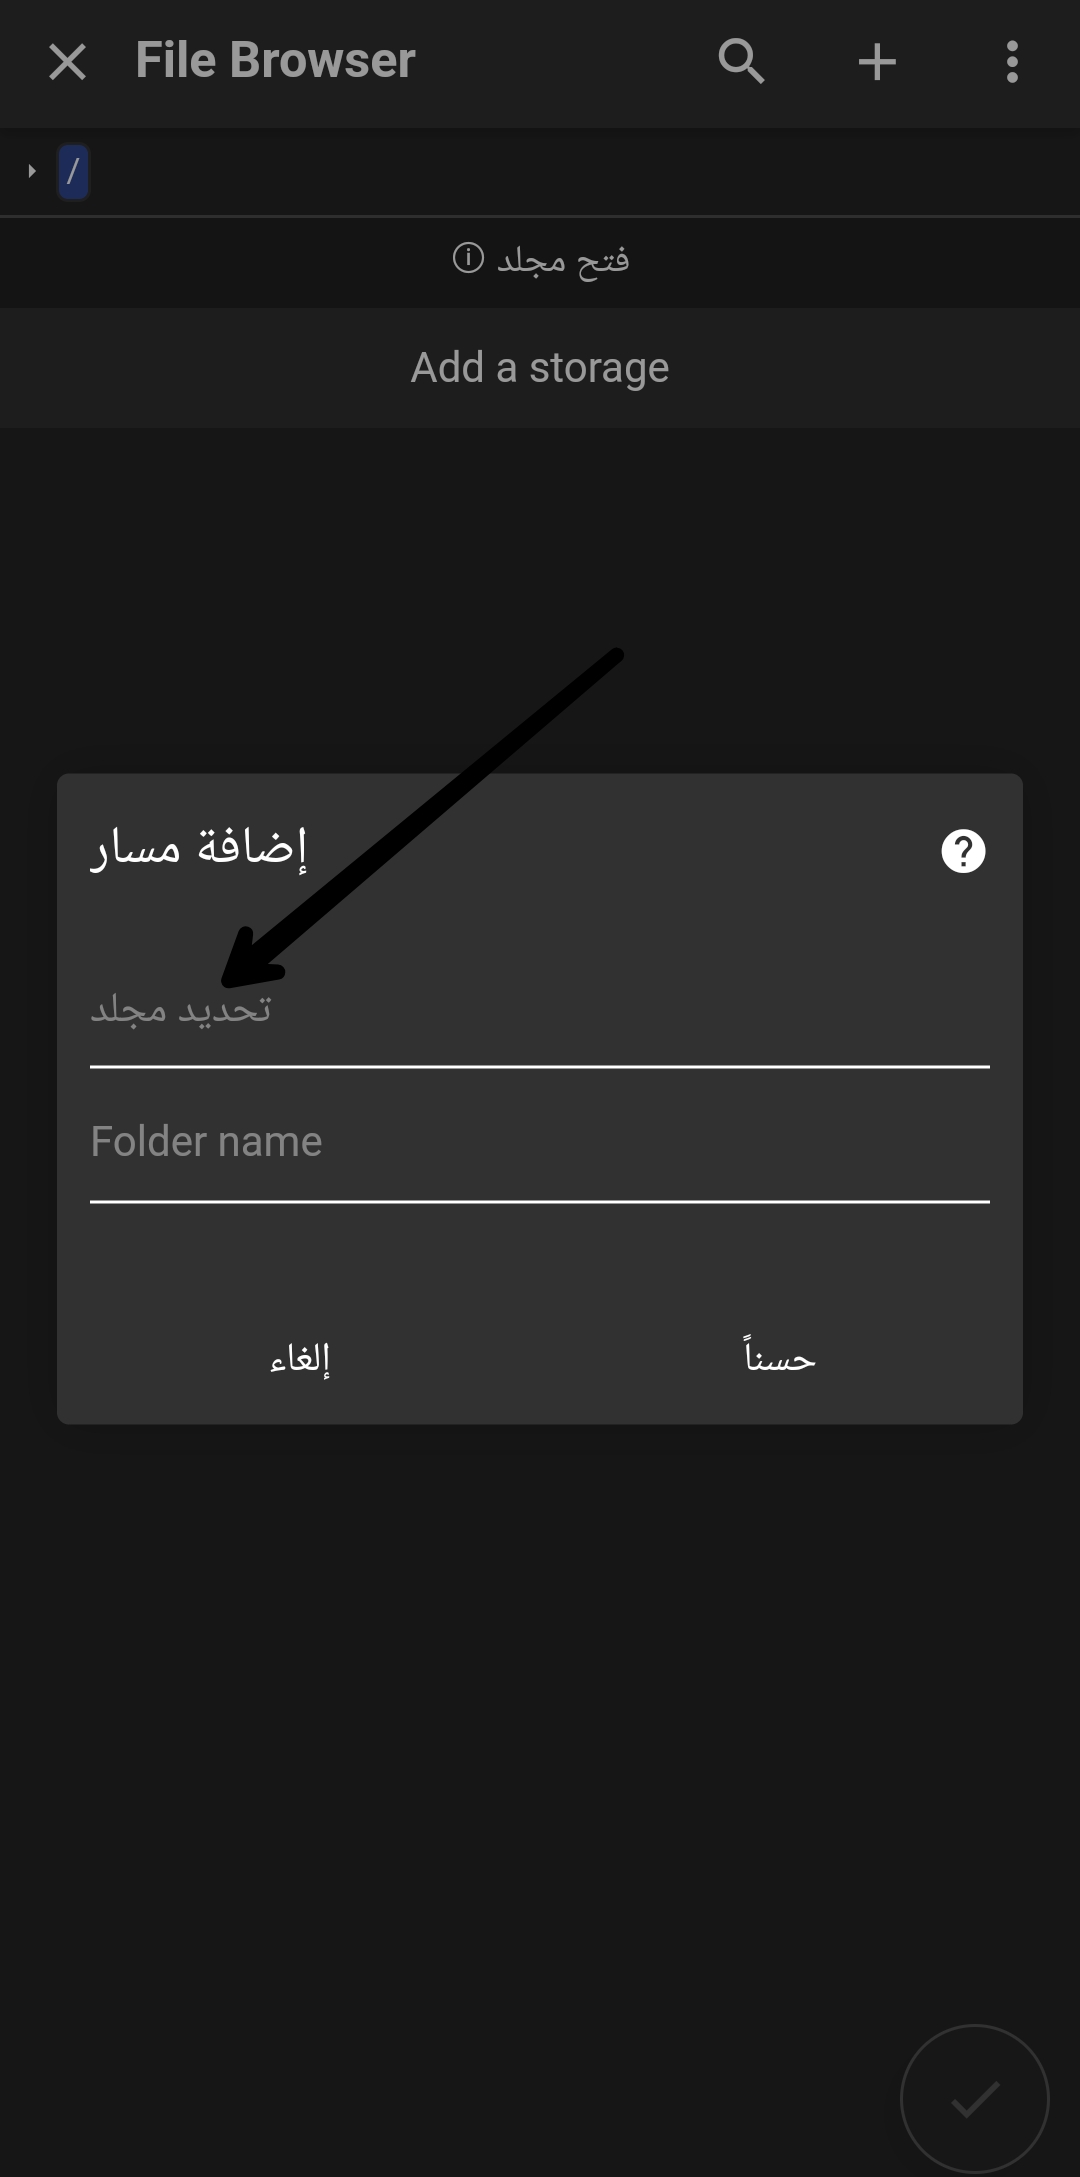 File Browser
/
فتح مجلد
Add a storage
إضافة مسار
تحديد مجلد
Folder name
إلغاء
حسناً